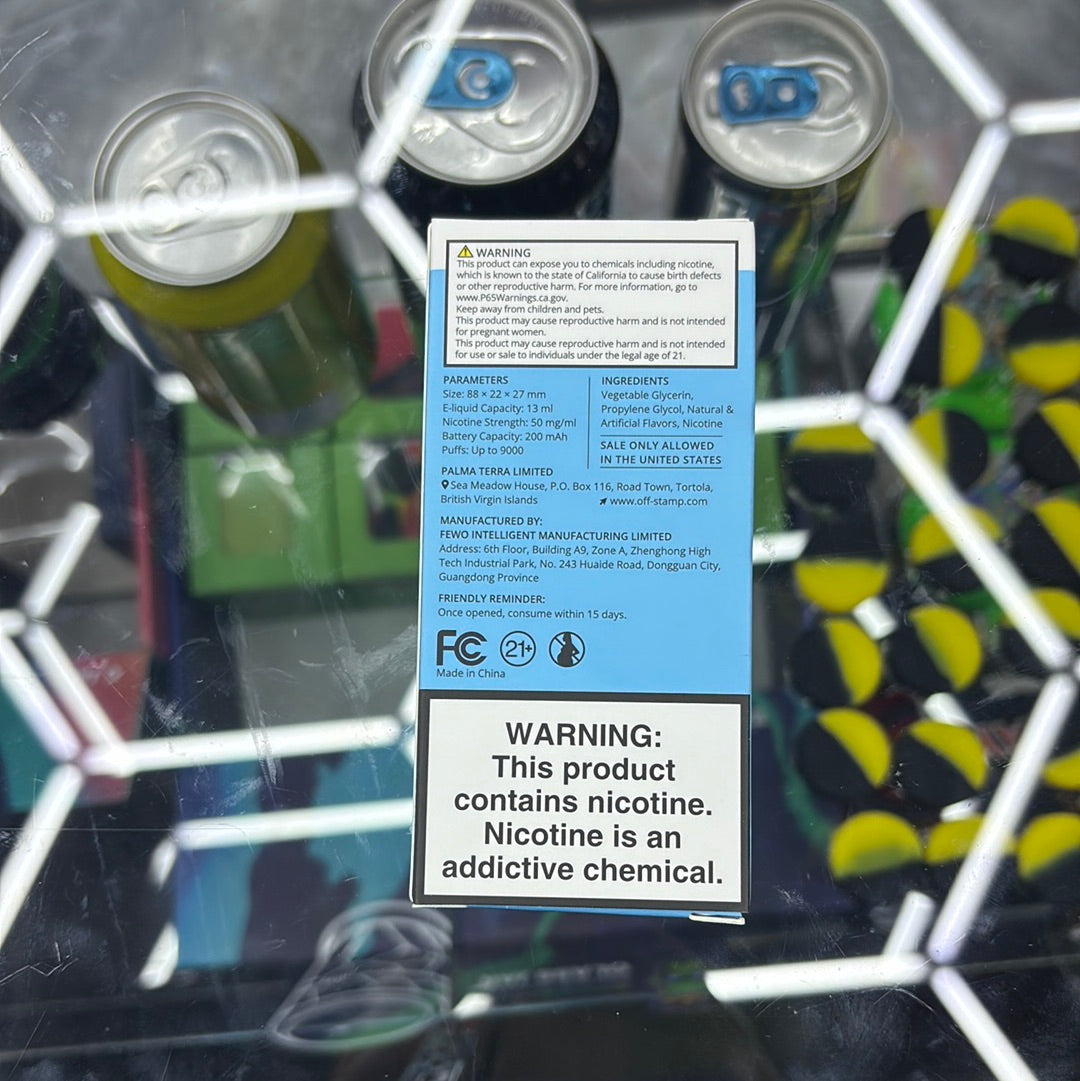 WARNING
This product can expose you to chemicals including nicotine,
which is known to the state of California to cause birth defects
or other reproductive harm. For more information, go to
www.P65Warnings.ca.gov.
Keep away from children and pets.
This product may cause reproductive harm and is not intended
for pregnant women.
This product may cause reproductive harm and is not intended
for use or sale to individuals under the legal age of 21.
PARAMETERS
Size: 88 × 22 × 27 mm
E-liquid Capacity: 13 ml
Nicotine Strength: 50 mg/ml
Battery Capacity: 200 mAh
Puffs: Up to 9000
INGREDIENTS
Vegetable Glycerin,
Propylene Glycol, Natural &
Artificial Flavors, Nicotine
SALE ONLY ALLOWED
IN THE UNITED STATES
PALMA TERRA LIMITED
Sea Meadow House, P.O. Box 116, Road Town, Tortola,
British Virgin Islands
www.off-stamp.com
MANUFACTURED BY:
FEWO INTELLIGENT MANUFACTURING LIMITED
Address: 6th Floor, Building A9, Zone A, Zhenghong High
Tech Industrial Park, No. 243 Huaide Road, Dongguan City,
Guangdong Province
FRIENDLY REMINDER:
Once opened, consume within 15 days.
FC
21+
Made in China
WARNING:
This product
contains nicotine.
Nicotine is an
addictive chemical.